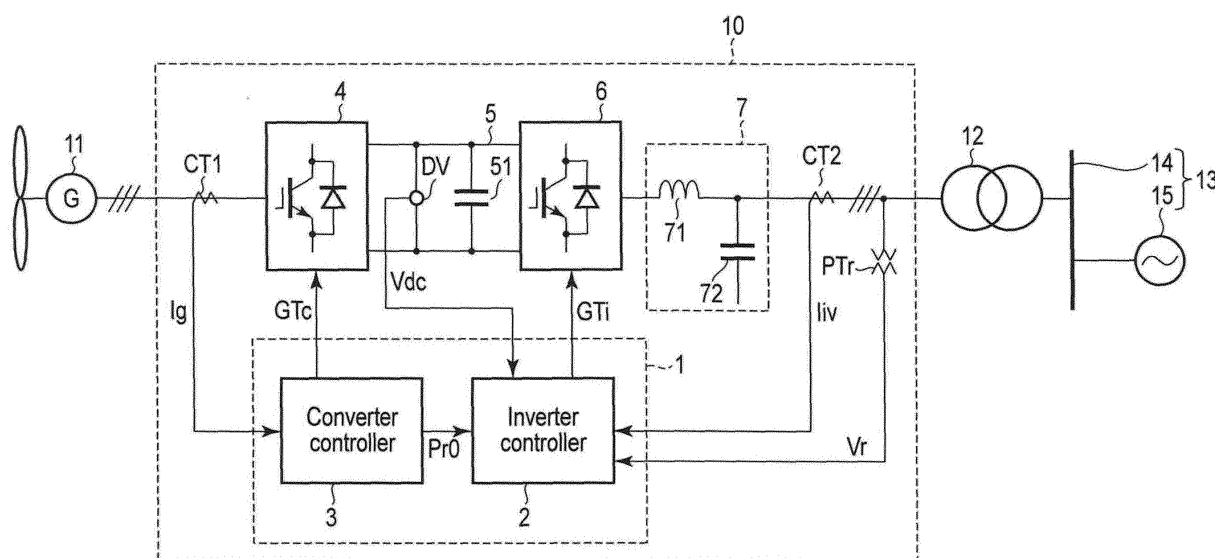 10
4
6
7
5
11
CT1
DV
51
CT2
12
14
13
15
G
71
72
PTr
Vdc
Ig
GTc
GTi
Iiv
1
Converter
controller
Pr0
Inverter
controller
Vr
3
2